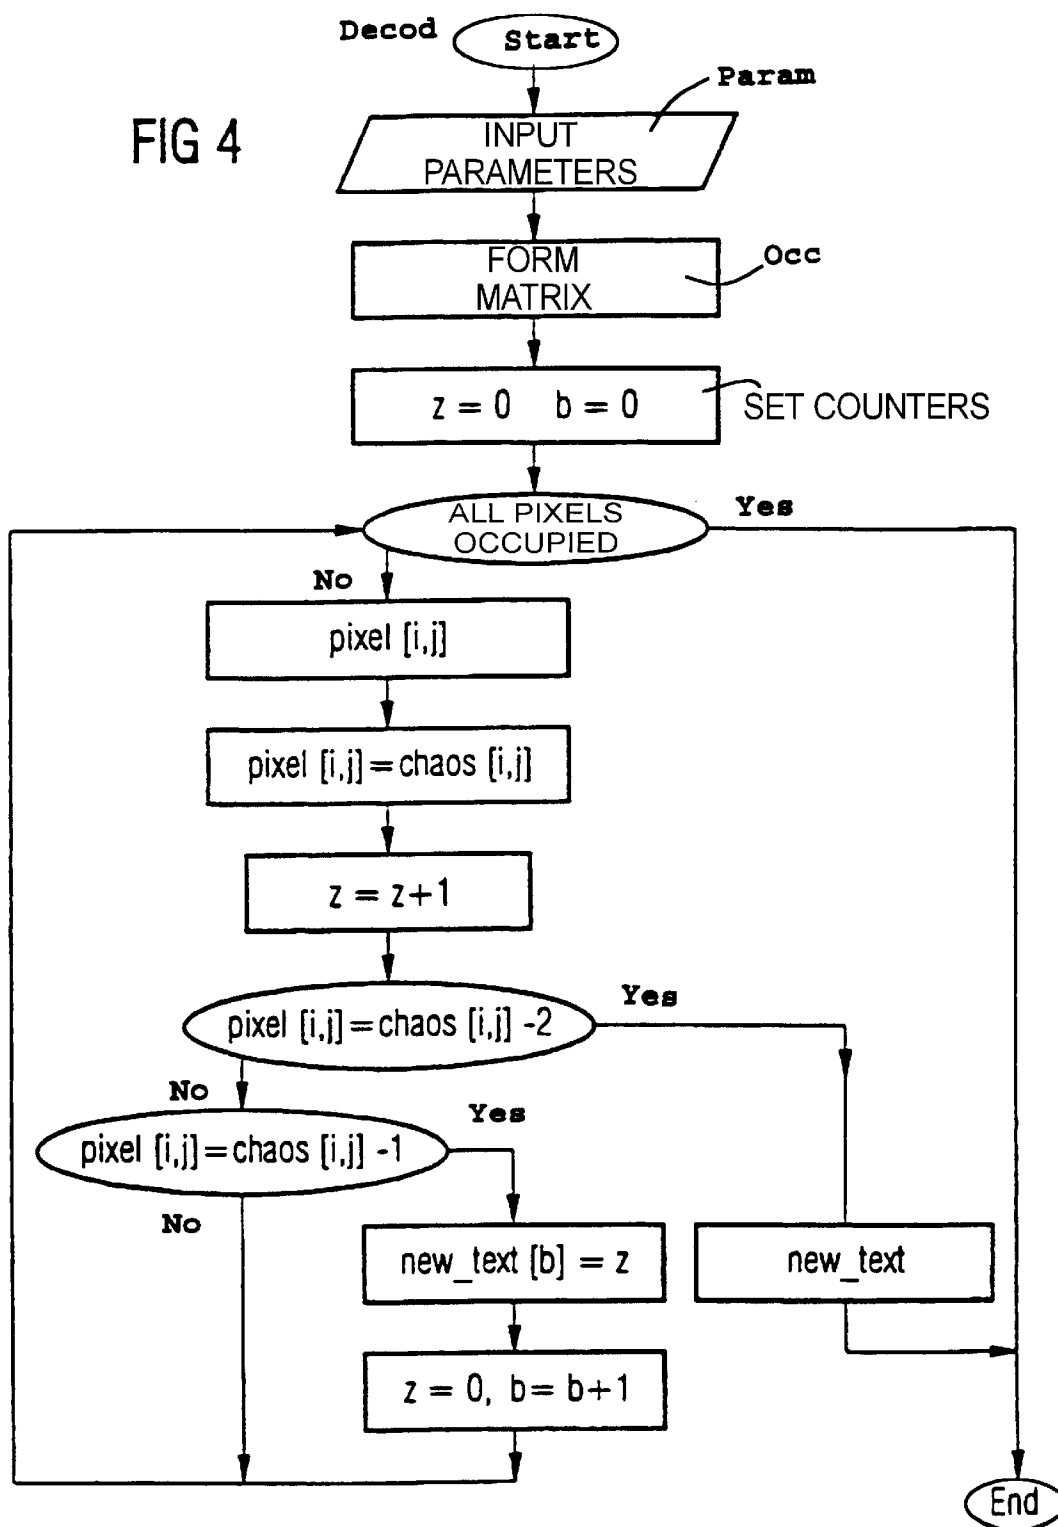 Decod
Start
Param
FIG 4
INPUT
PARAMETERS
FORM
MATRIX
Occ
z = 0 b = 0
SET COUNTERS
ALL PIXELS
OCCUPIED
Yes
No
pixel [i,j]
pixel [i,j] = chaos [i,j]
z = z+1
pixel [i,j] = chaos [i,j] -2
Yes
No
pixel [i,j] = chaos [i,j] -1
Yes
No
new_text [b] = z
new_text
z = 0, b = b+1
End